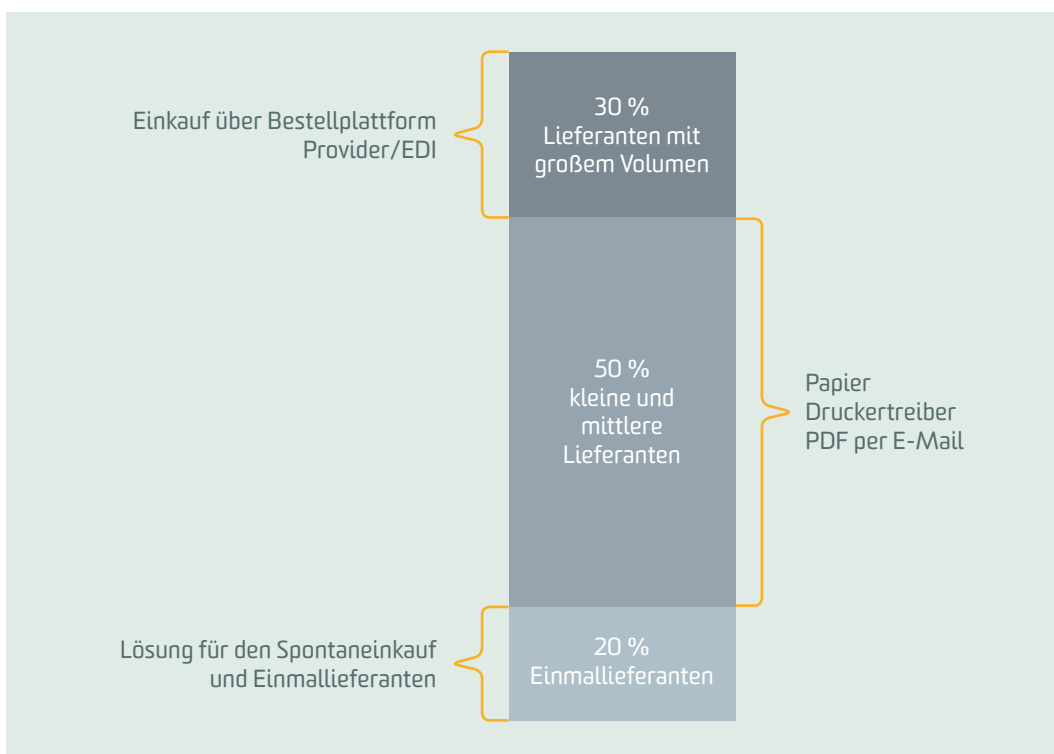 Einkauf über Bestellplattform
Provider/EDI
30 %
Lieferanten mit
großem Volumen
50 %
kleine und
mittlere
Lieferanten
Papier
Druckertreiber
PDF per E-Mail
Lösung für den Spontaneinkauf
und Einmallieferanten
20 %
Einmallieferanten